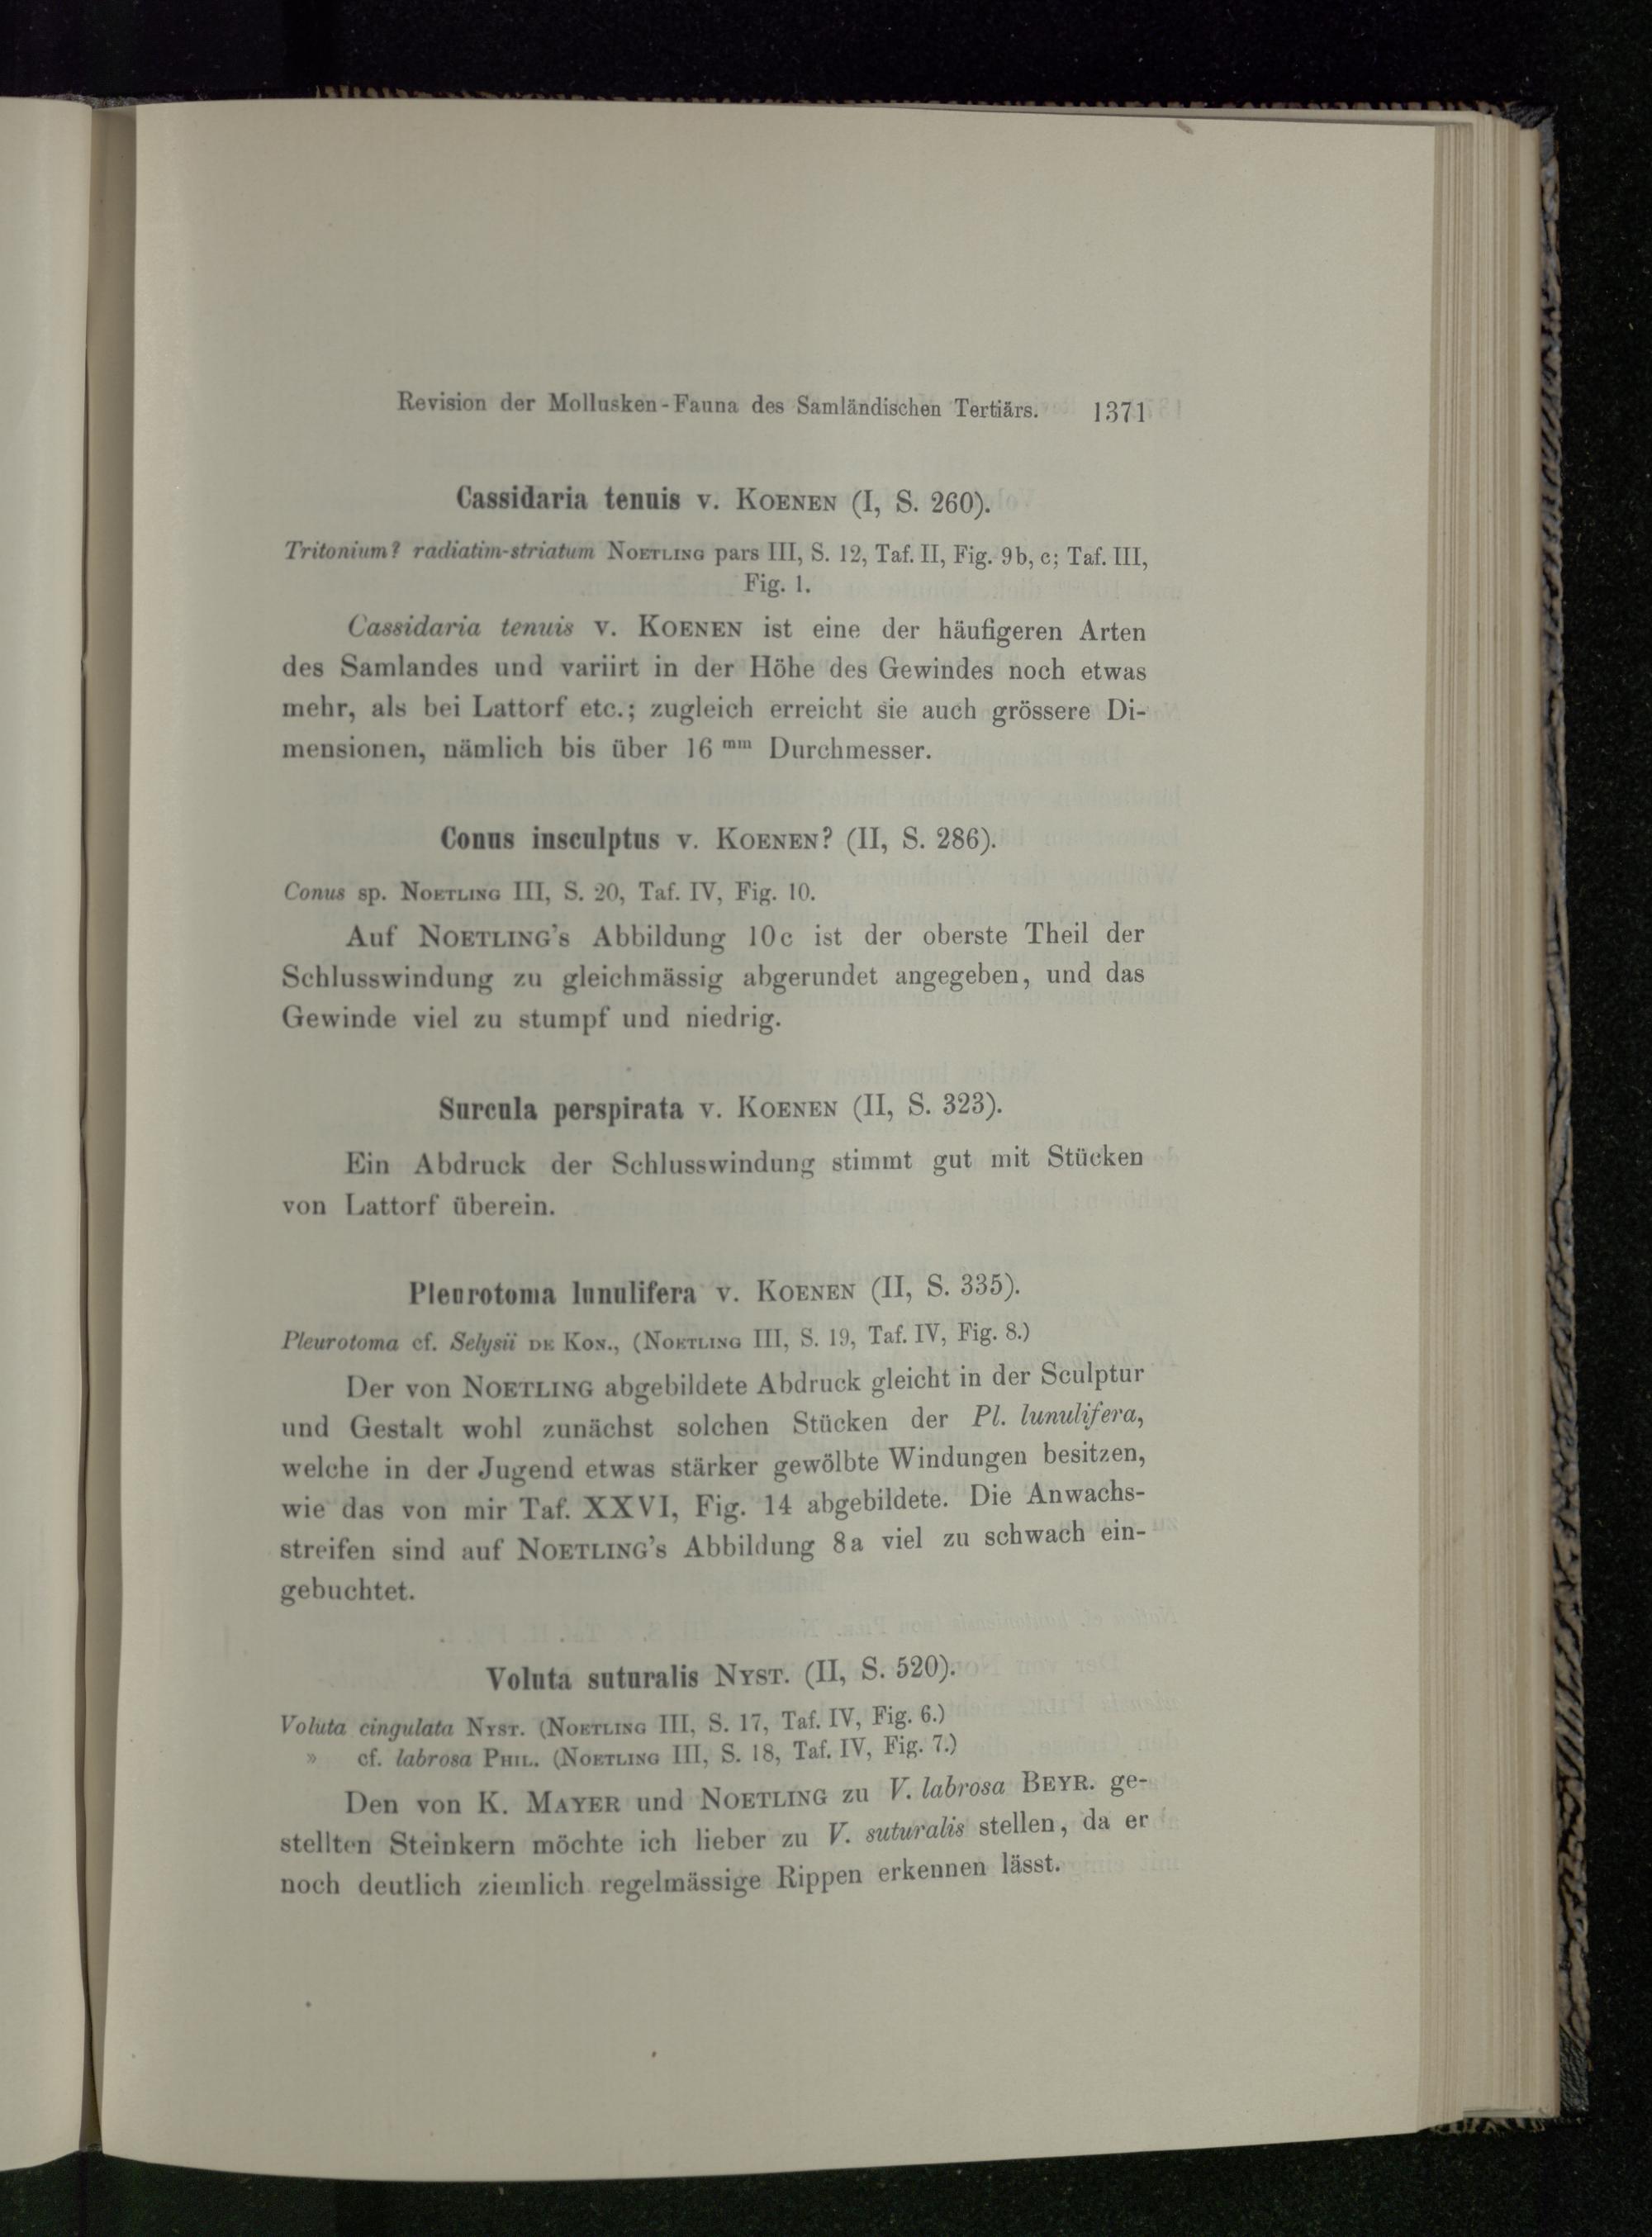 Revision der Mollusken-Fauna des Samländischen Tertiärs. 1371
Cassidaria tenuis v. Koenen (I, S. 260).
Tritonium? radiatim-striatum Noetling pars III, S. 12, Taf. II, Fig. 9b, c; Taf. III,
Fig. 1.
Cassidaria tenuis v. Koenen ist eine der häufigeren Arten
des Samlandes und variirt in der Höhe des Gewindes noch etwas
mehr, als bei Lattorf etc.; zugleich erreicht sie auch grössere Di-
mensionen, nämlich bis über 16 mm Durchmesser.
Conus insculptus v. Koenen? (II, S. 286).
Conus sp. Noetling III, S. 20, Taf. IV, Fig. 10.
Auf Noetling's Abbildung 10c ist der oberste Theil der
Schlusswindung zu gleichmässig abgerundet angegeben, und das
Gewinde viel zu stumpf und niedrig.
Surcula perspirata v. Koenen (II, S. 323).
Ein Abdruck der Schlusswindung stimmt gut mit Stücken
von Lattorf überein.
Pleurotoma lunulifera v. Koenen (II, S. 335).
Pleurotoma cf. Selysii de Kon., (Noetling III, S. 19, Taf. IV, Fig. 8.)
Der von Noetling abgebildete Abdruck gleicht in der Sculptur
und Gestalt wohl zunächst solchen Stücken der Pl. lunulifera,
welche in der Jugend etwas stärker gewölbte Windungen besitzen,
wie das von mir Taf. XXVI, Fig. 14 abgebildete. Die Anwachs-
streifen sind auf Noetling's Abbildung 8a viel zu schwach ein-
gebuchtet.
Voluta suturalis Nyst. (II, S. 520).
Voluta cingulata Nyst. (Noetling III, S. 17, Taf. IV, Fig. 6.)
» cf. labrosa Phil. (Noetling III, S. 18, Taf. IV, Fig. 7.)
Den von K. Mayer und Noetling zu V. labrosa Beyr. ge-
stellten Steinkern möchte ich lieber zu V. suturalis stellen, da er
noch deutlich ziemlich regelmässige Rippen erkennen lässt.